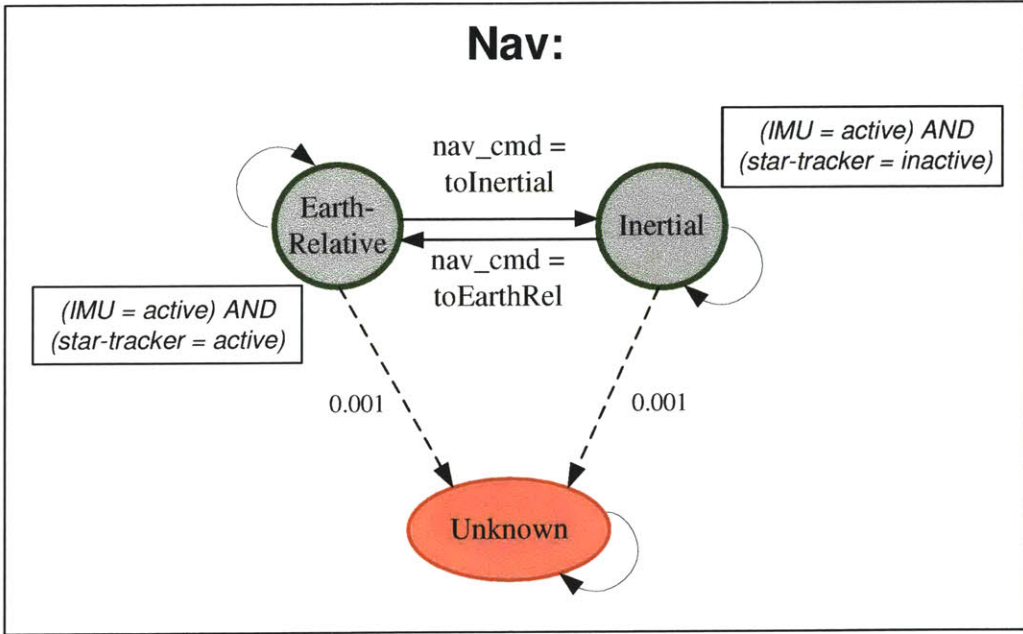 Nav:
nav_cmd =
toInertial
(IMU = active) AND
(star-tracker = inactive)
Earth-
Relative
Inertial
nav_cmd =
toEarthRel
(IMU = active) AND
(star-tracker = active)
0.001
0.001
Unknown